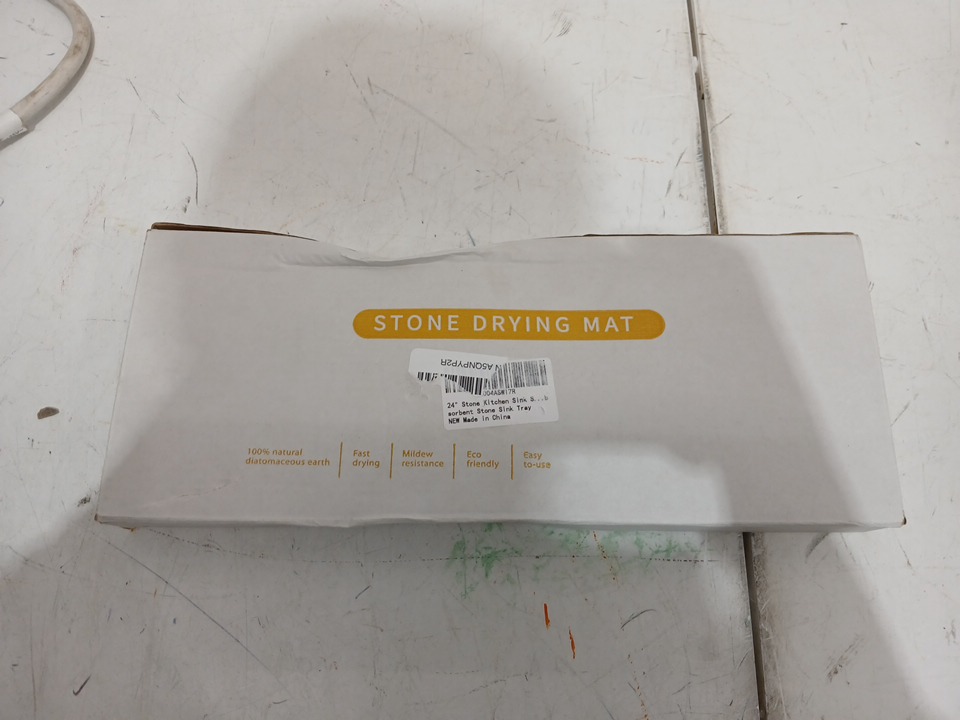 STONE DRYING MAT
A5QNPYP2R
24" Stone Kitchen Sink
sorbent Stone Sink Tray
NEW Made in China
100% natural
diatomaceous earth
Fast
drying
Mildew
resistance
Eco
friendly
Easy
to-use